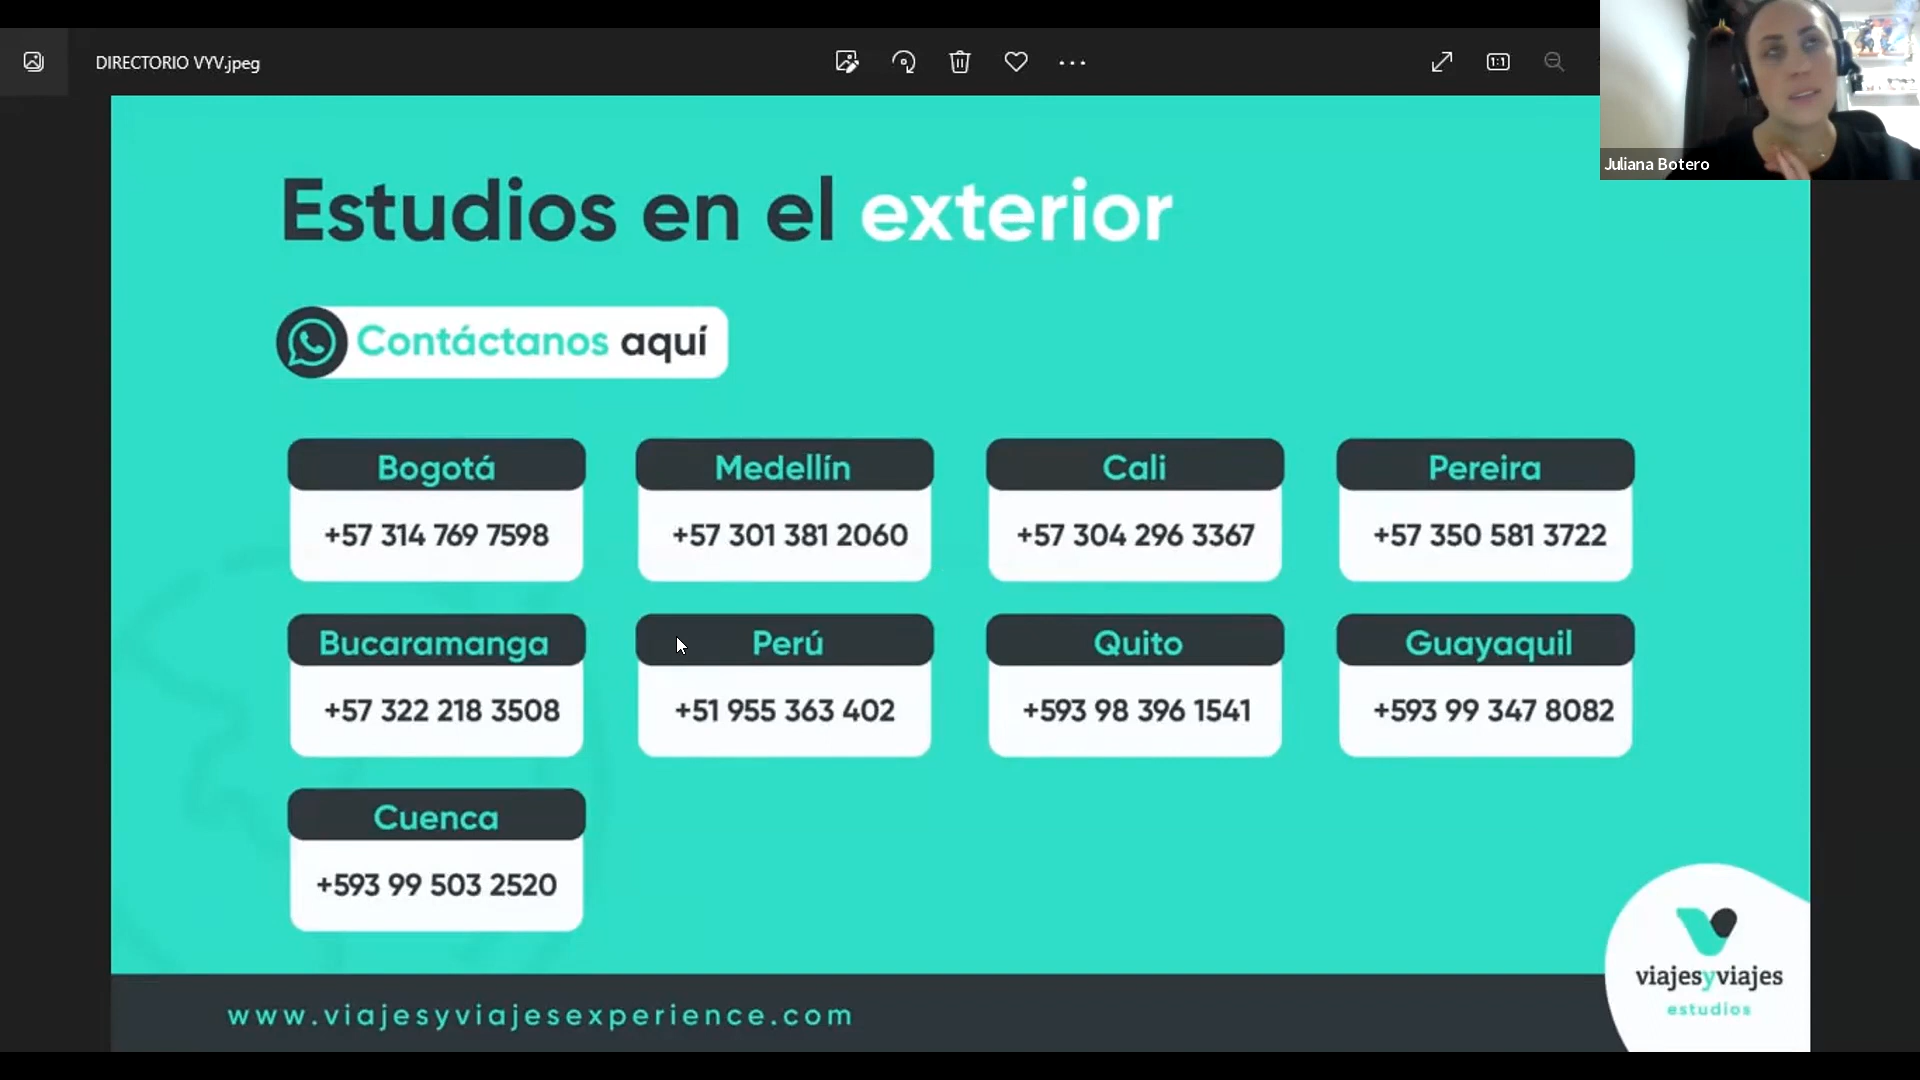 DIRECTORIO VYV.jpeg
1:1
Juliana Botero
Estudios en el exterior
Contáctanos aquí
Bogotá
+57 314 769 7598
Medellín
+57 301 381 2060
Cali
+57 304 296 3367
Pereira
+57 350 581 3722
Bucaramanga
+57 322 218 3508
Perú
+51 955 363 402
Quito
+593 98 396 1541
Guayaquil
+593 99 347 8082
Cuenca
+593 99 503 2520
www.viajesyviajesexperience.com
viajesyviajes
estudios